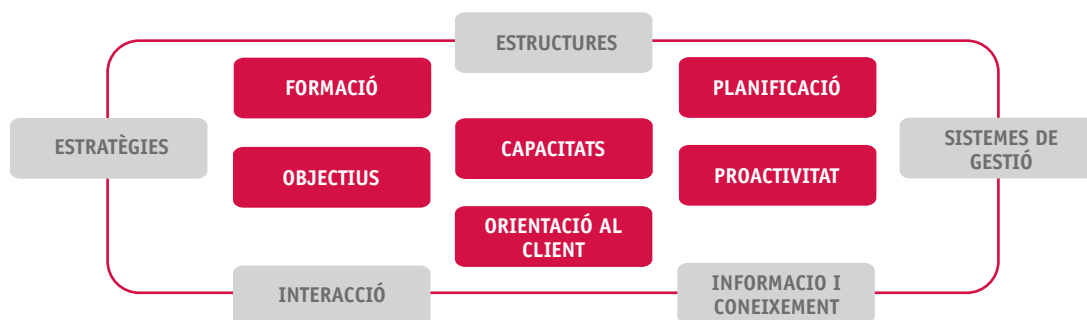 ESTRUCTURES
FORMACIÓ
PLANIFICACIÓ
ESTRATÈGIES
CAPACITATS
SISTEMES DE
GESTIÓ
OBJECTIUS
PROACTIVITAT
ORIENTACIÓ AL
CLIENT
INTERACCIÓ
INFORMACIO I
CONEIXEMENT